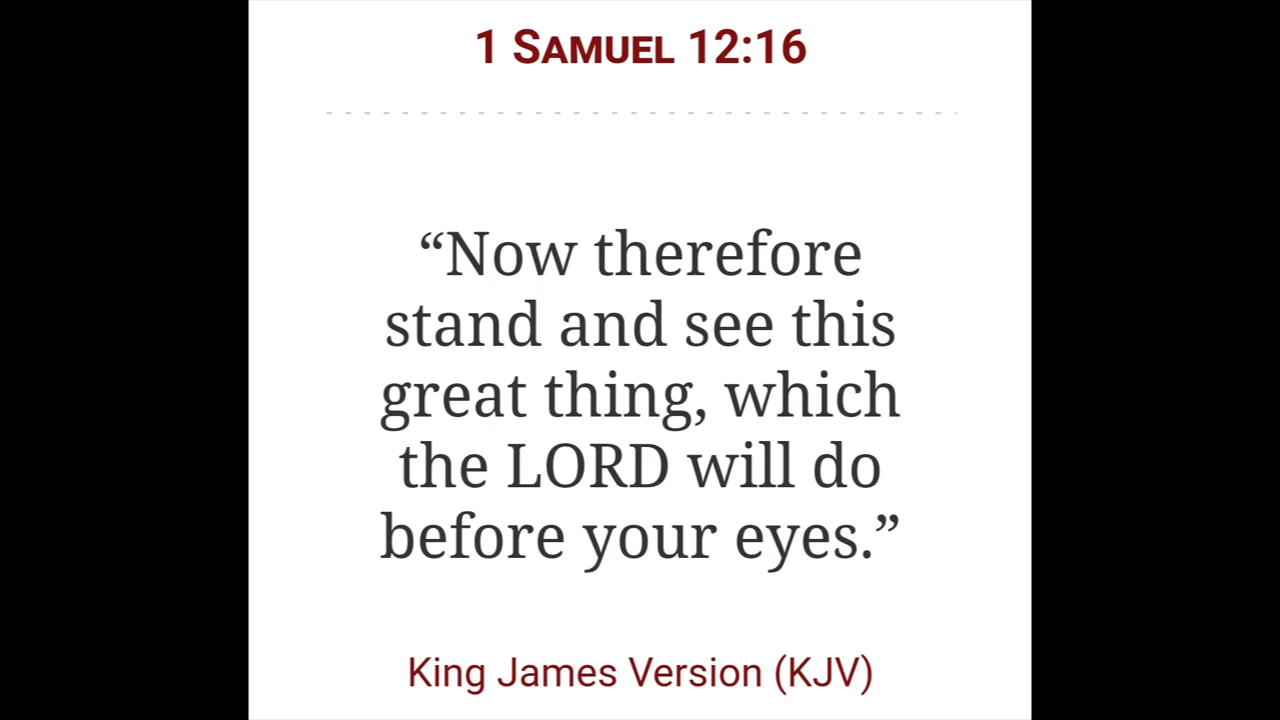 1 SAMUEL 12:16
“Now therefore
stand and see this
great thing, which
the LORD will do
before your eyes.”
King James Version (KJV)